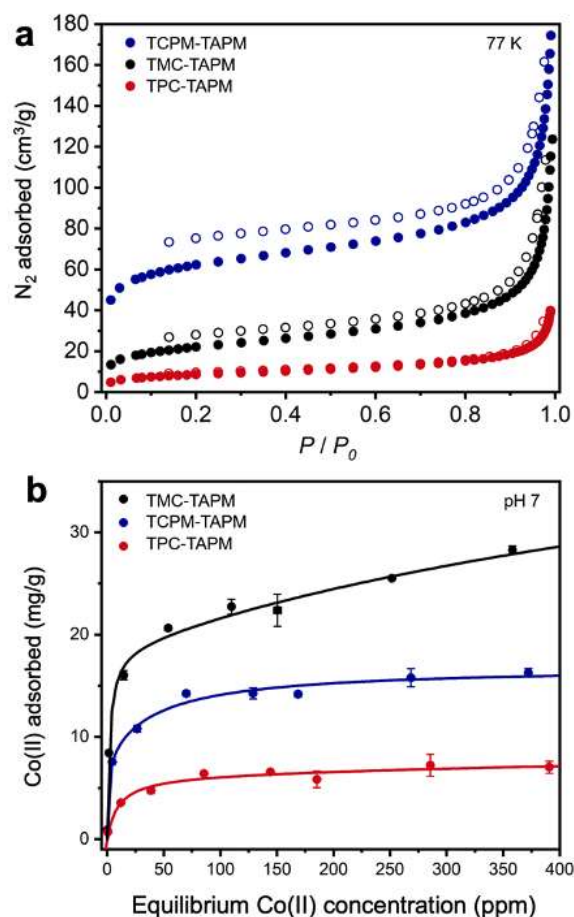 a
TCPM-TAPM
TMC-TAPM
TPC-TAPM
77 K
180
160
140
120
100
80
60
40
20
0
N₂ adsorbed (cm³/g)
0.0 0.2 0.4 0.6 0.8 1.0
P / P₀
b
TMC-TAPM
TCPM-TAPM
TPC-TAPM
pH 7
30
20
10
0
Co(II) adsorbed (mg/g)
0 50 100 150 200 250 300 350 400
Equilibrium Co(II) concentration (ppm)